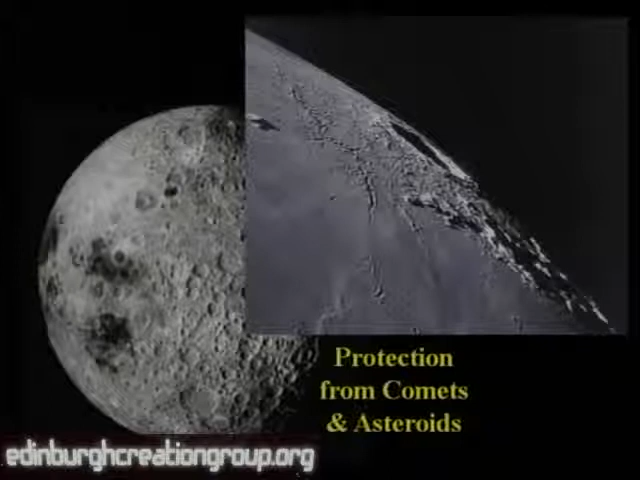 Protection
from Comets
& Asteroids
edinburghcreationgroup.org